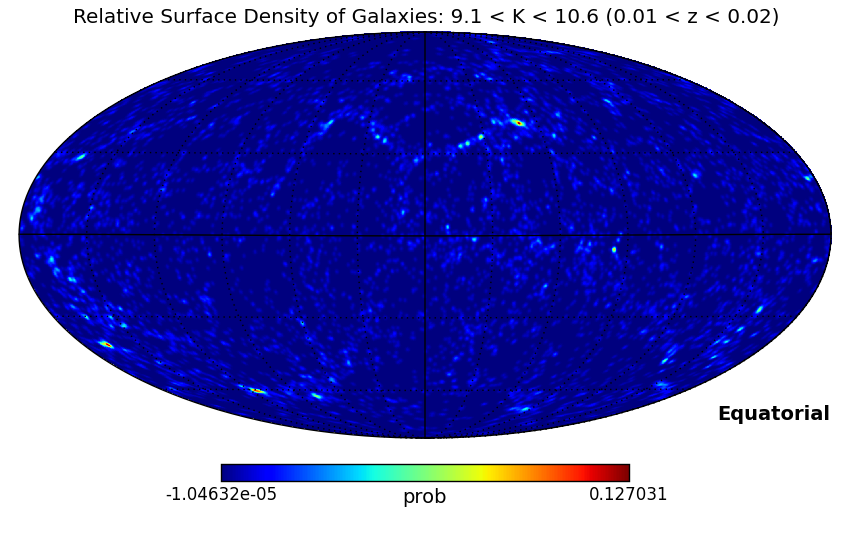 Relative Surface Density of Galaxies: 9.1 < K < 10.6 (0.01 < z < 0.02)
Equatorial
-1.04632e-05 prob 0.127031